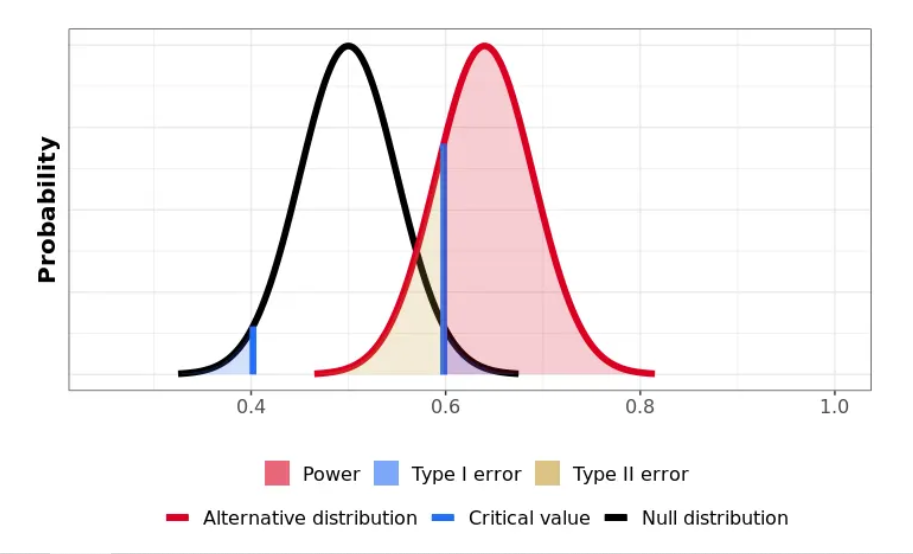 Probability
0.4 0.6 0.8 1.0
Power Type I error Type II error
Alternative distribution Critical value Null distribution